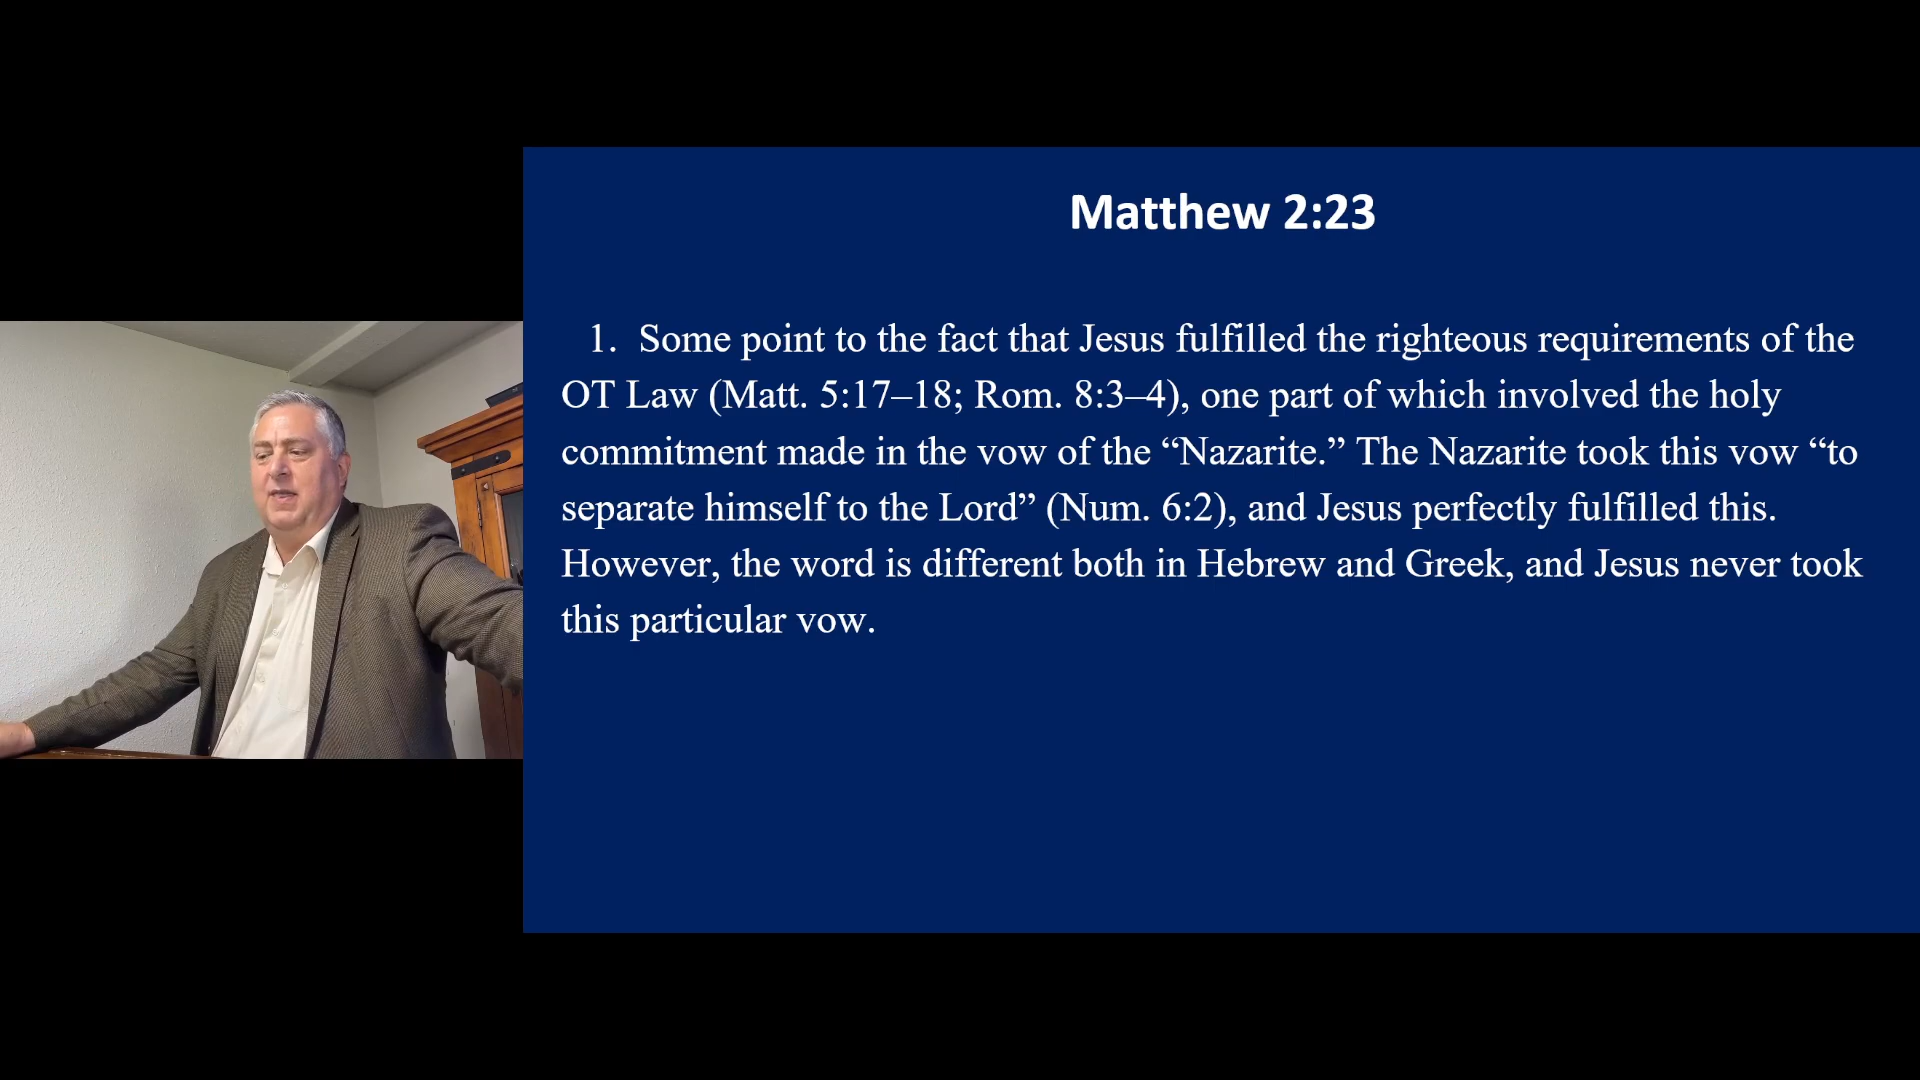 Matthew 2:23
1. Some point to the fact that Jesus fulfilled the righteous requirements of the
OT Law (Matt. 5:17–18; Rom. 8:3–4), one part of which involved the holy
commitment made in the vow of the “Nazarite.” The Nazarite took this vow “to
separate himself to the Lord” (Num. 6:2), and Jesus perfectly fulfilled this.
However, the word is different both in Hebrew and Greek, and Jesus never took
this particular vow.